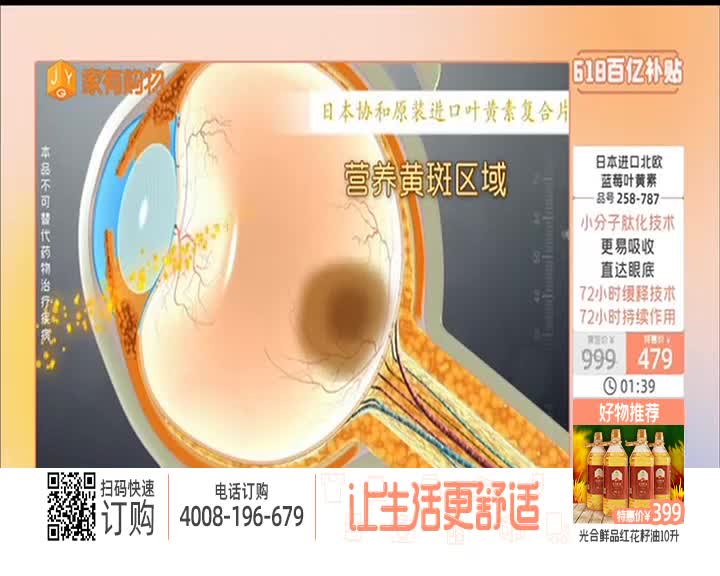 JYG 家有购物
618百亿补贴
日本协和原装进口叶黄素复合片
营养黄斑区域
本品不可替代药物治疗疾病
日本进口北欧
蓝莓叶黄素
品号 258-787
小分子肽化技术
更易吸收
直达眼底
72小时缓释技术
72小时持续作用
999
特惠价¥
479
01:39
好物推荐
特惠价¥399
光合鲜品红花籽油10升
扫码快速
订购
电话订购
4008-196-679
让生活更舒适